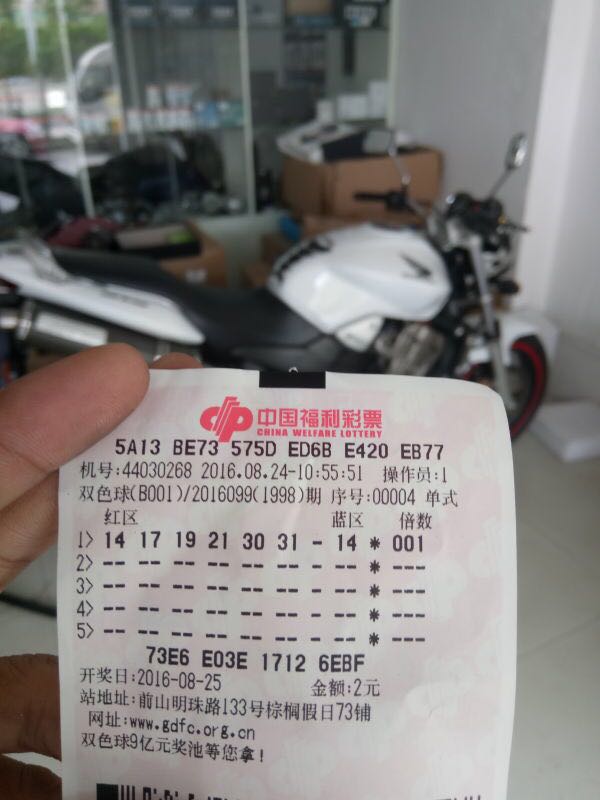 中国福利彩票
CHINA WELFARE LOTTERY
5A13 BE73 575D ED6B E420 EB77
机号:44030268 2016.08.24-10:55:51 操作员:1
双色球(B001)/2016099(1998)期 序号:00004 单式
红区 蓝区 倍数
1> 14 17 19 21 30 31 - 14 * 001
2> -- -- -- -- -- -- - -- * ---
3> -- -- -- -- -- -- - -- * ---
4> -- -- -- -- -- -- - -- * ---
5> -- -- -- -- -- -- - -- * ---
73E6 E03E 1712 6EBF
开奖日:2016-08-25 金额:2元
站地址:前山明珠路133号棕榈假日73铺
网址:www.gdfc.org.cn
双色球9亿元奖池等您拿!